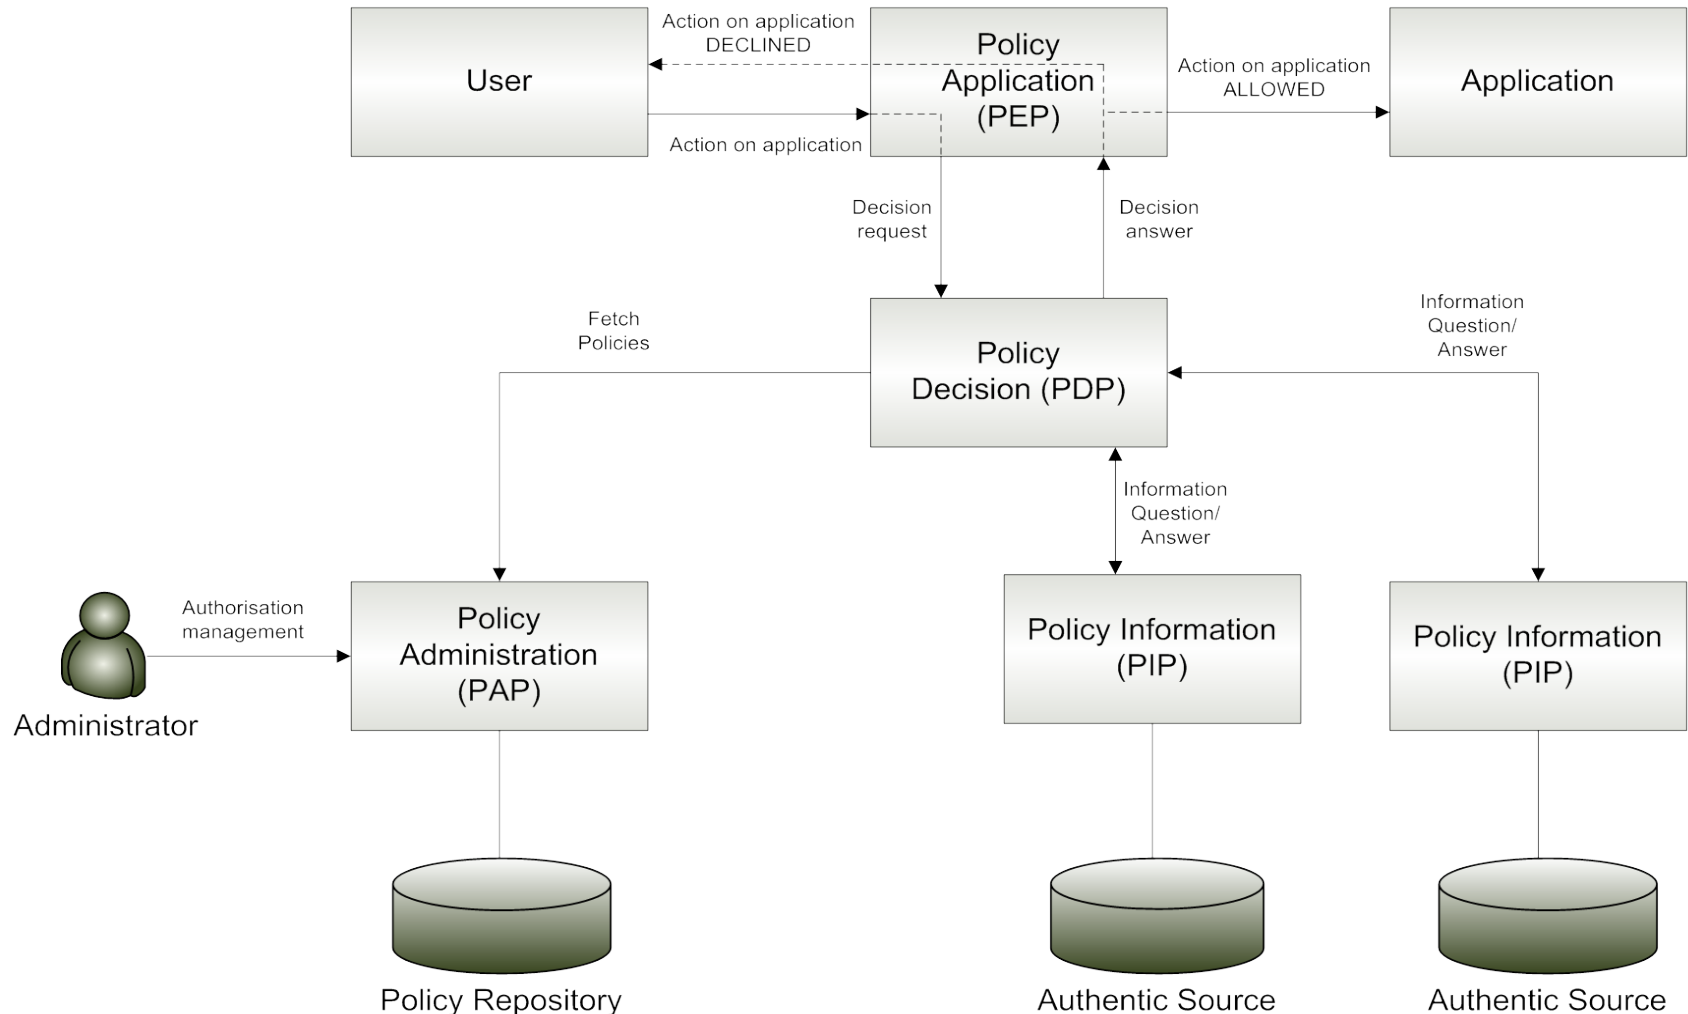 User
Action on application
DECLINED
Action on application
Policy
Application
(PEP)
Action on application
ALLOWED
Application
Decision
request
Decision
answer
Fetch
Policies
Policy
Decision (PDP)
Information
Question/
Answer
Information
Question/
Answer
Authorisation
management
Administrator
Policy
Administration
(PAP)
Policy Information
(PIP)
Policy Information
(PIP)
Policy Repository
Authentic Source
Authentic Source